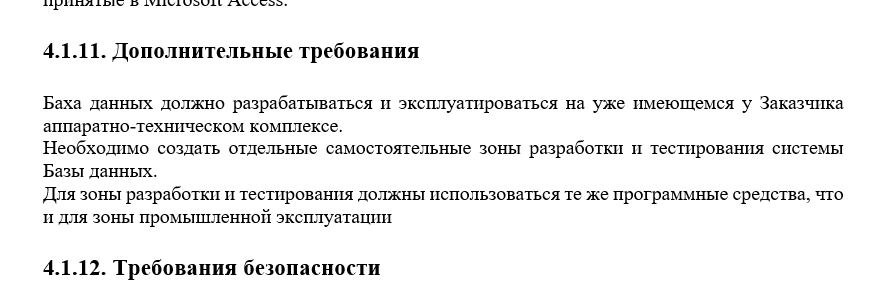 принятые в Microsoft Access.
4.1.11. Дополнительные требования
Баха данных должно разрабатываться и эксплуатироваться на уже имеющемся у Заказчика
аппаратно-техническом комплексе.
Необходимо создать отдельные самостоятельные зоны разработки и тестирования системы
Базы данных.
Для зоны разработки и тестирования должны использоваться те же программные средства, что
и для зоны промышленной эксплуатации
4.1.12. Требования безопасности